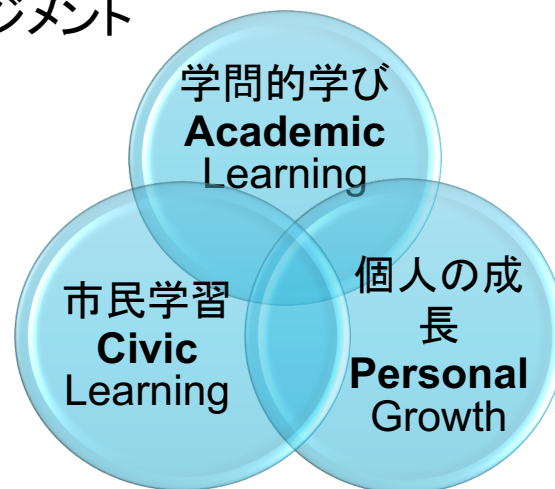 ジメント
学問的学び
Academic
Learning
市民学習
Civic
Learning
個人の成
長
Personal
Growth